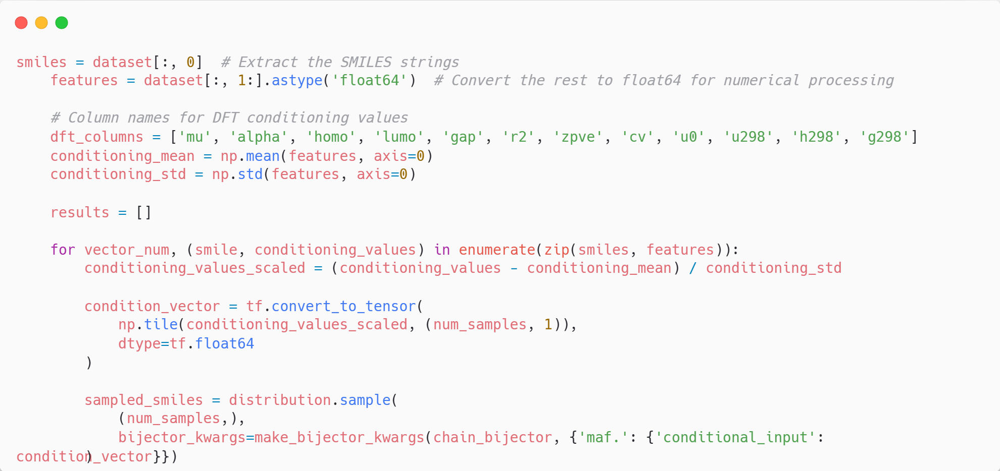 smiles = dataset[:, 0]  # Extract the SMILES strings
    features = dataset[:, 1:].astype('float64')  # Convert the rest to float64 for numerical processing

    # Column names for DFT conditioning values
    dft_columns = ['mu', 'alpha', 'homo', 'lumo', 'gap', 'r2', 'zpve', 'cv', 'u0', 'u298', 'h298', 'g298']
    conditioning_mean = np.mean(features, axis=0)
    conditioning_std = np.std(features, axis=0)

    results = []

    for vector_num, (smile, conditioning_values) in enumerate(zip(smiles, features)):
        conditioning_values_scaled = (conditioning_values - conditioning_mean) / conditioning_std

        condition_vector = tf.convert_to_tensor(
            np.tile(conditioning_values_scaled, (num_samples, 1)),
            dtype=tf.float64
        )

        sampled_smiles = distribution.sample(
            (num_samples,),
            bijector_kwargs=make_bijector_kwargs(chain_bijector, {'maf.': {'conditional_input':
condition_vector}})
        )